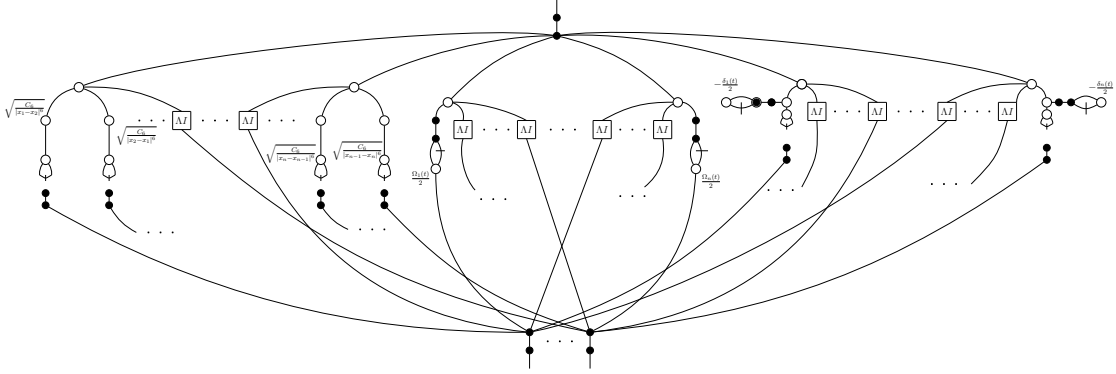 $-\frac{\delta_1(t)}{2}$
$-\frac{\delta_n(t)}{2}$
$\sqrt{\frac{C_6}{|x_1-x_2|^6}}$
ΛI · · · ΛI · · · ΛI · · · ΛI · · · ΛI · · · ΛI · · · ΛI · · · ΛI · · · ΛI · · · ΛI
$\sqrt{\frac{C_6}{|x_2-x_1|^6}}$
$\sqrt{\frac{C_6}{|x_n-x_{n-1}|^6}}$ $\sqrt{\frac{C_6}{|x_{n-1}-x_n|^6}}$
$\frac{\Omega_1(t)}{2}$ $\frac{\Omega_n(t)}{2}$